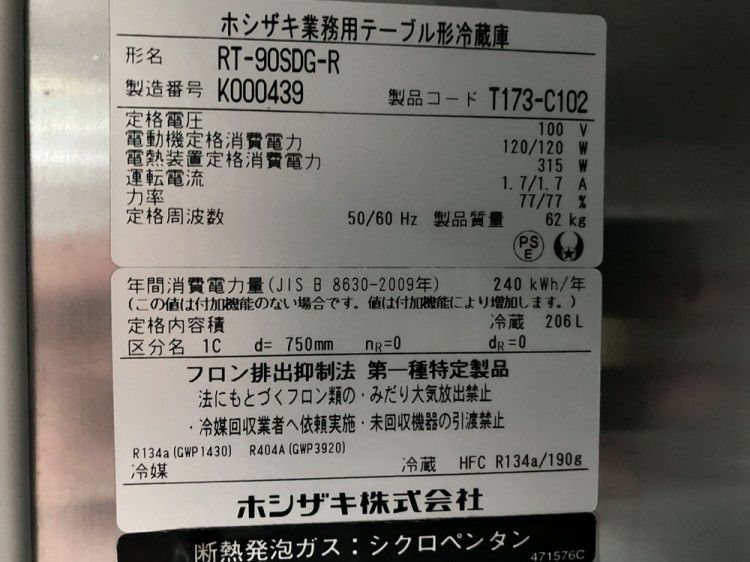 ホシザキ業務用テーブル形冷蔵庫
形名 RT-90SDG-R
製造番号 K000439 製品コード T173-C102
定格電圧 100 V
電動機定格消費電力 120/120 W
電熱装置定格消費電力 315 W
運転電流 1.7/1.7 A
力率 77/77 %
定格周波数 50/60 Hz 製品質量 62 kg
PSE
年間消費電力量(JIS B 8630-2009年) 240 kWh/年
(この値は付加機能のない場合です。値は付加機能により増加します。)
定格内容積 冷蔵 206L
区分名 1C d= 750mm nR=0 dR=0
フロン排出抑制法 第一種特定製品
法にもとづくフロン類の・みだり大気放出禁止
・冷媒回収業者へ依頼実施・未回収機器の引渡禁止
R134a(GWP1430) R404A(GWP3920)
冷媒 冷蔵 HFC R134a/190g
ホシザキ株式会社
断熱発泡ガス：シクロペンタン
471576C